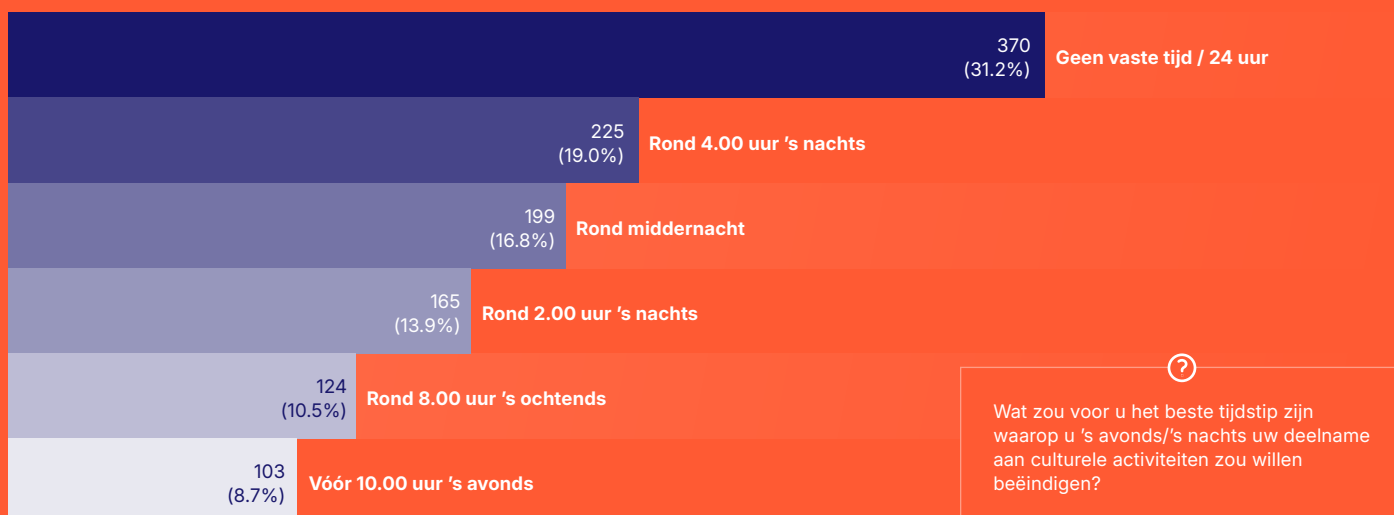 370
(31.2%)
Geen vaste tijd / 24 uur
225
(19.0%)
Rond 4.00 uur ’s nachts
199
(16.8%)
Rond middernacht
165
(13.9%)
Rond 2.00 uur ’s nachts
124
(10.5%)
Rond 8.00 uur ’s ochtends
103
(8.7%)
Vóór 10.00 uur ’s avonds
?
Wat zou voor u het beste tijdstip zijn
waarop u ’s avonds/’s nachts uw deelname
aan culturele activiteiten zou willen
beëindigen?